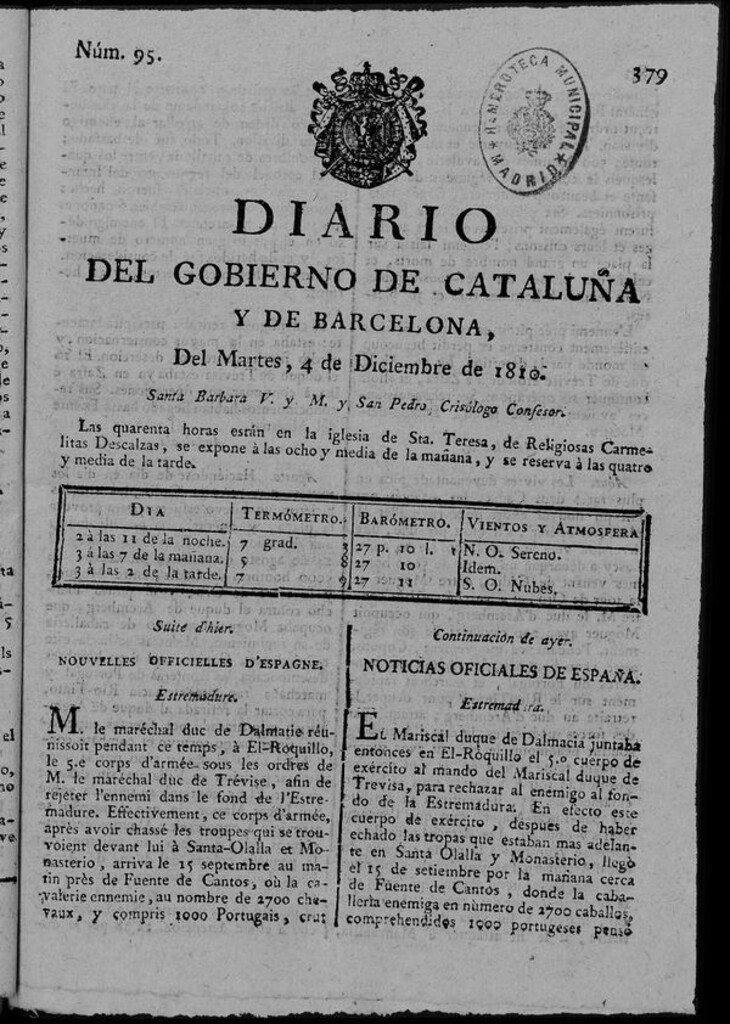 Núm. 95.
379
HEMEROTECA MUNICIPAL
★ MADRID ★
DIARIO
DEL GOBIERNO DE CATALUÑA
Y DE BARCELONA,
Del Martes, 4 de Diciembre de 1810.
Santa Barbara V. y M. y San Pedro Crisólogo Confesor.
Las quarenta horas están en la iglesia de Sta. Teresa, de Religiosas Carme-
litas Descalzas, se expone à las ocho y media de la mañana, y se reserva à las quatro
y media de la tarde.
DIA TERMÓMETRO. BARÓMETRO. VIENTOS Y ATMOSFERA
2 à las 11 de la noche. 7 grad. 3 27 p. 10 l. 1 N. O. Sereno.
3 à las 7 de la mañana. 5 8 27 10 Idem.
3 à las 2 de la tarde. 7 9 27 11 S. O. Nubes.
Suite d'hier.
NOUVELLES OFFICIELLES D'ESPAGNE.
Estremadure.
M. le maréchal duc de Dalmatie réu-
nissoit pendant ce temps, à El-Roquillo,
le 5.e corps d'armée sous les ordres de
M. le maréchal duc de Trévise, afin de
rejeter l'ennemi dans le fond de l'Estre-
madure. Effectivement, ce corps d'armée,
après avoir chassé les troupes qui se trou-
voient devant lui à Santa-Olalla et Mo-
nasterio, arriva le 15 septembre au ma-
tin près de Fuente de Cantos, où la ca-
valerie ennemie, au nombre de 2700 che-
vaux, y compris 1000 Portugais, crut
Continuación de ayer.
NOTICIAS OFICIALES DE ESPAÑA.
Estremadura.
EL Mariscal duque de Dalmacia juntaba
entonces en El-Roquillo el 5.o cuerpo de
exército al mando del Mariscal duque de
Trevisa, para rechazar al enemigo al fon-
do de la Estremadura. En efecto este
cuerpo de exército, despues de haber
echado las tropas que estaban mas adelan-
te en Santa Olalla y Monasterio, llegó
el 15 de setiembre por la mañana cerca
de Fuente de Cantos, donde la caba-
llería enemiga en número de 2700 caballos,
comprehendidos 1000 portugeses pensó